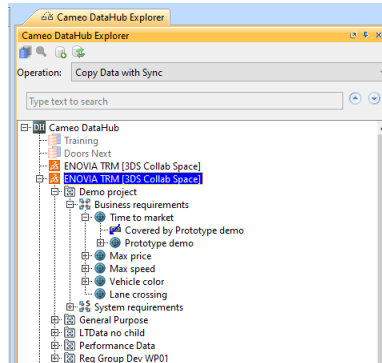 Cameo DataHub Explorer
Cameo DataHub Explorer
Operation: Copy Data with Sync
Type text to search
DH Cameo DataHub
Training
Doors Next
ENOVIA TRM [3DS Collab Space]
ENOVIA TRM [3DS Collab Space]
Demo project
Business requirements
Time to market
Covered by Prototype demo
Prototype demo
Max price
Max speed
Vehicle color
Lane crossing
System requirements
General Purpose
LTData no child
Performance Data
Req Group Dev WP01